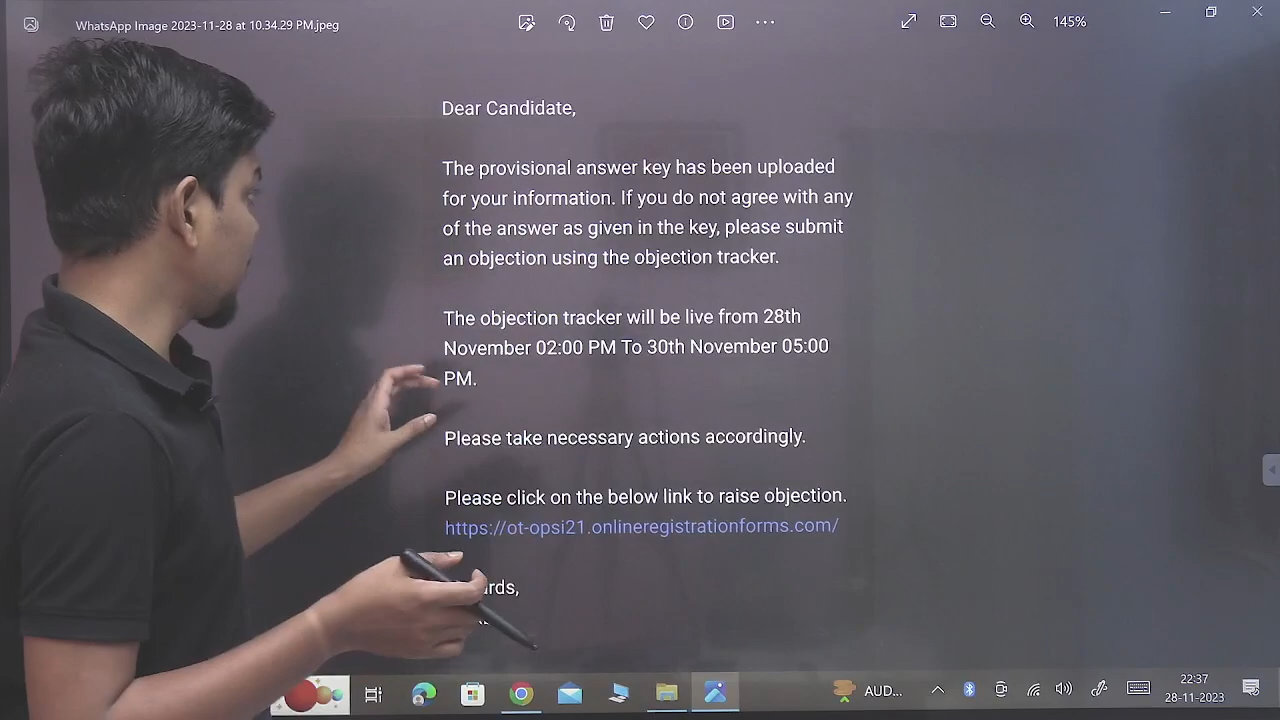 WhatsApp Image 2023-11-28 at 10.34.29 PM.jpeg
145%
Dear Candidate,
The provisional answer key has been uploaded
for your information. If you do not agree with any
of the answer as given in the key, please submit
an objection using the objection tracker.
The objection tracker will be live from 28th
November 02:00 PM To 30th November 05:00
PM.
Please take necessary actions accordingly.
Please click on the below link to raise objection.
https://ot-opsi21.onlineregistrationforms.com/
ards,
AUD...
22:37
28-11-2023